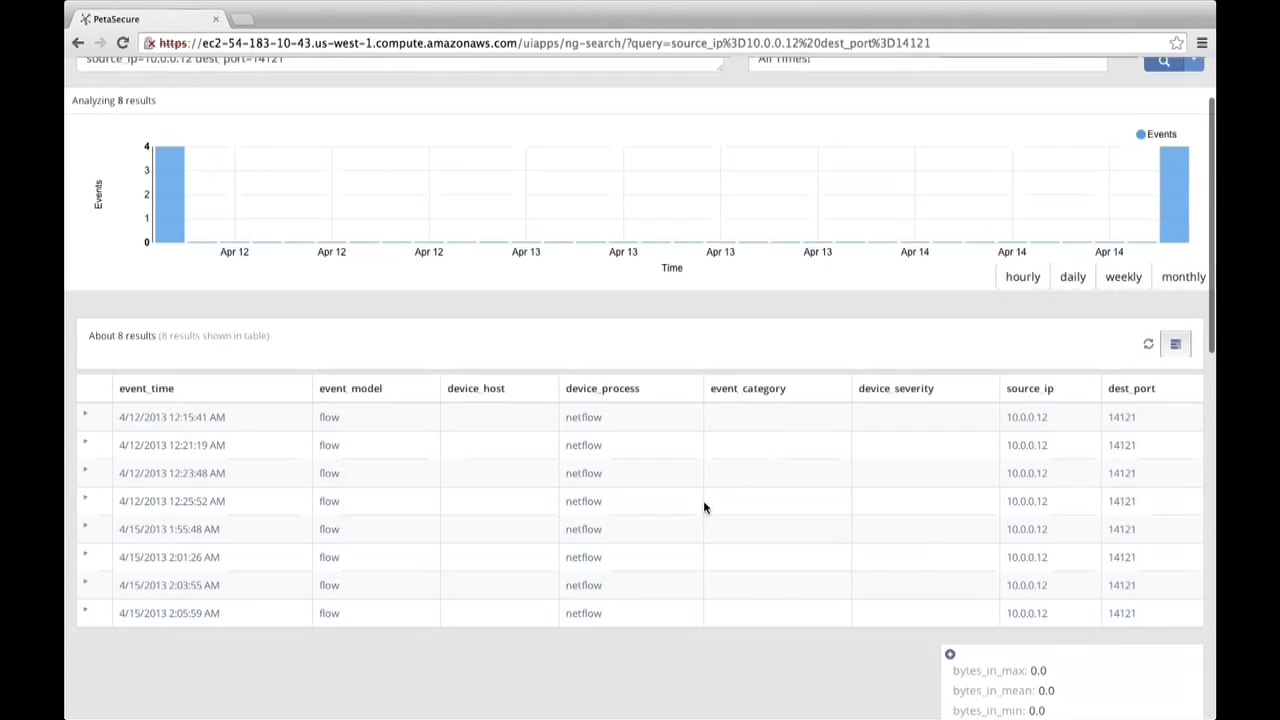 PetaSecure
https://ec2-54-183-10-43.us-west-1.compute.amazonaws.com/uiapps/ng-search/?query=source_ip%3D10.0.0.12%20dest_port%3D14121
source_ip=10.0.0.12 dest_port=14121 All Times!
Analyzing 8 results
Events
4
3
2
1
0
Events
Apr 12 Apr 12 Apr 12 Apr 13 Apr 13 Apr 13 Apr 13 Apr 14 Apr 14 Apr 14
Time
hourly daily weekly monthly
About 8 results (8 results shown in table)
event_time event_model device_host device_process event_category device_severity source_ip dest_port
4/12/2013 12:15:41 AM flow netflow 10.0.0.12 14121
4/12/2013 12:21:19 AM flow netflow 10.0.0.12 14121
4/12/2013 12:23:48 AM flow netflow 10.0.0.12 14121
4/12/2013 12:25:52 AM flow netflow 10.0.0.12 14121
4/15/2013 1:55:48 AM flow netflow 10.0.0.12 14121
4/15/2013 2:01:26 AM flow netflow 10.0.0.12 14121
4/15/2013 2:03:55 AM flow netflow 10.0.0.12 14121
4/15/2013 2:05:59 AM flow netflow 10.0.0.12 14121
bytes_in_max: 0.0
bytes_in_mean: 0.0
bytes_in_min: 0.0